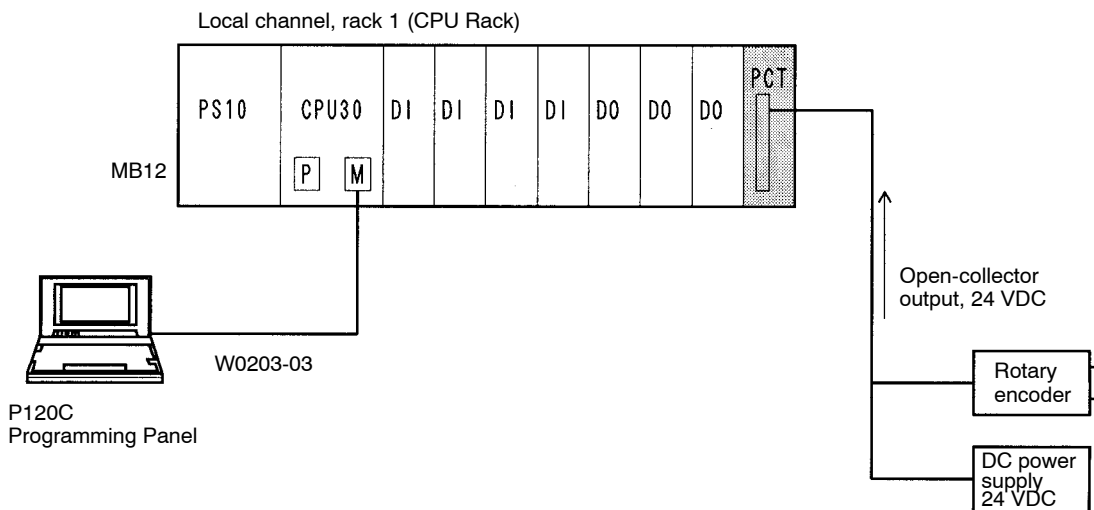 Local channel, rack 1 (CPU Rack)
PS10
CPU30
DI
DI
DI
DI
DO
DO
DO
PCT
MB12
P
M
Open-collector
output, 24 VDC
W0203-03
P120C
Programming Panel
Rotary
encoder
DC power
supply
24 VDC